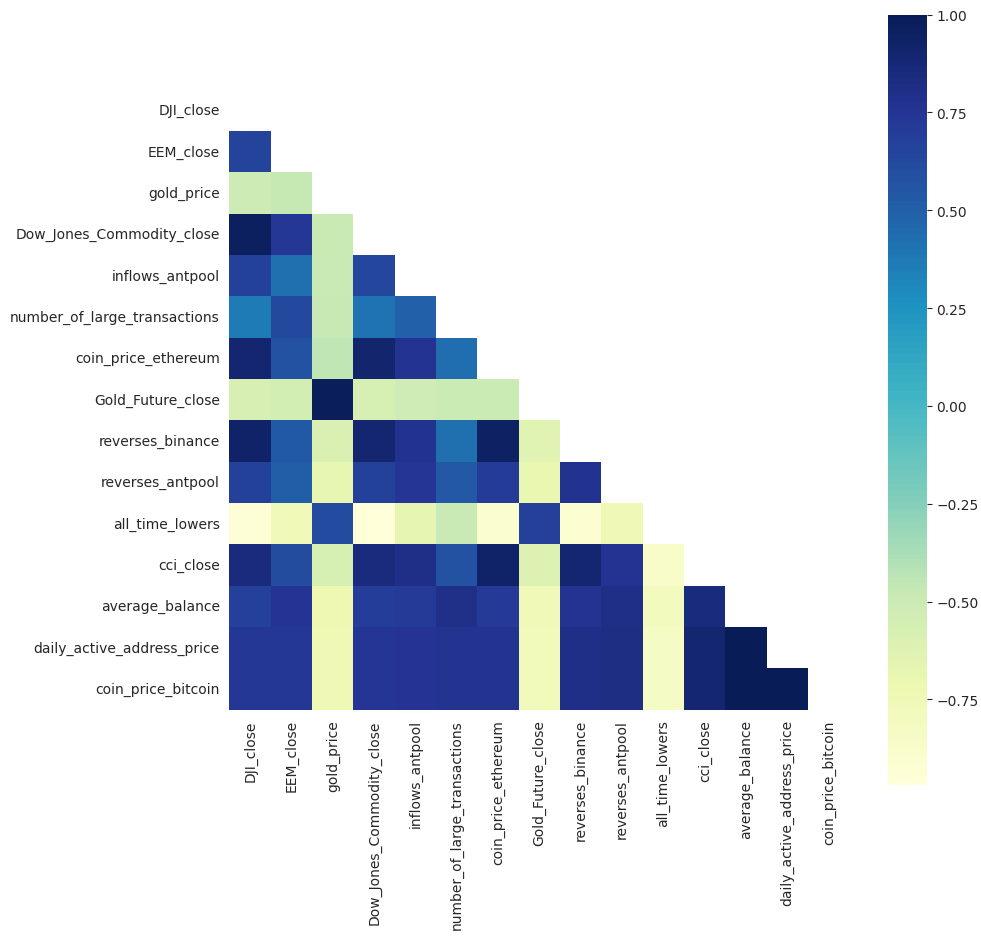 DJI_close
EEM_close
gold_price
Dow_Jones_Commodity_close
inflows_antpool
number_of_large_transactions
coin_price_ethereum
Gold_Future_close
reverses_binance
reverses_antpool
all_time_lowers
cci_close
average_balance
daily_active_address_price
coin_price_bitcoin
DJI_close
EEM_close
gold_price
Dow_Jones_Commodity_close
inflows_antpool
number_of_large_transactions
coin_price_ethereum
Gold_Future_close
reverses_binance
reverses_antpool
all_time_lowers
cci_close
average_balance
daily_active_address_price
coin_price_bitcoin
1.00
0.75
0.50
0.25
0.00
−0.25
−0.50
−0.75